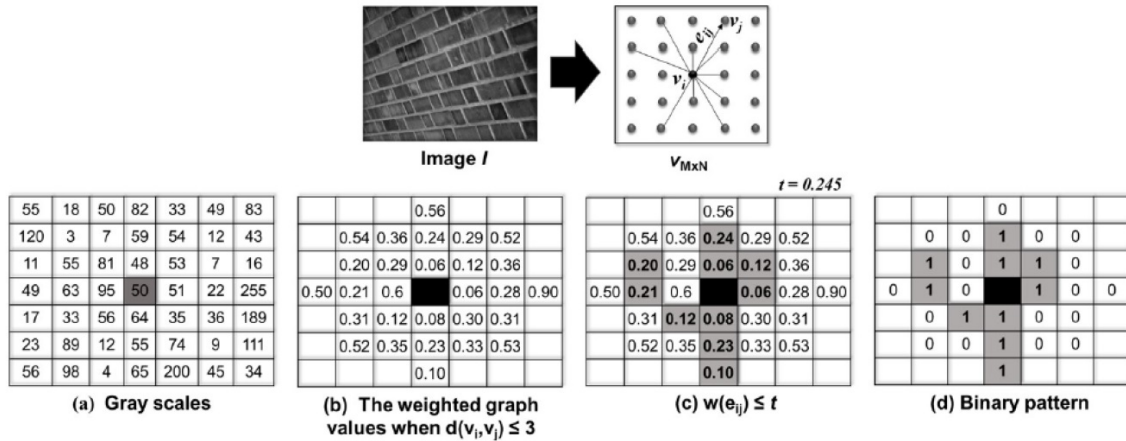 e_ij v_j
v_i
Image I
v_MxN
t = 0.245
55 18 50 82 33 49 83
120 3 7 59 54 12 43
11 55 81 48 53 7 16
49 63 95 50 51 22 255
17 33 56 64 35 36 189
23 89 12 55 74 9 111
56 98 4 65 200 45 34
(a) Gray scales
0.56
0.54 0.36 0.24 0.29 0.52
0.20 0.29 0.06 0.12 0.36
0.50 0.21 0.6 0.06 0.28 0.90
0.31 0.12 0.08 0.30 0.31
0.52 0.35 0.23 0.33 0.53
0.10
(b) The weighted graph
values when d(v_i,v_j) ≤ 3
0.56
0.54 0.36 0.24 0.29 0.52
0.20 0.29 0.06 0.12 0.36
0.50 0.21 0.6 0.06 0.28 0.90
0.31 0.12 0.08 0.30 0.31
0.52 0.35 0.23 0.33 0.53
0.10
(c) w(e_ij) ≤ t
0
0 0 1 0 0
1 0 1 1 0
0 1 0 1 0 0
0 1 1 0 0
0 0 1 0 0
1
(d) Binary pattern